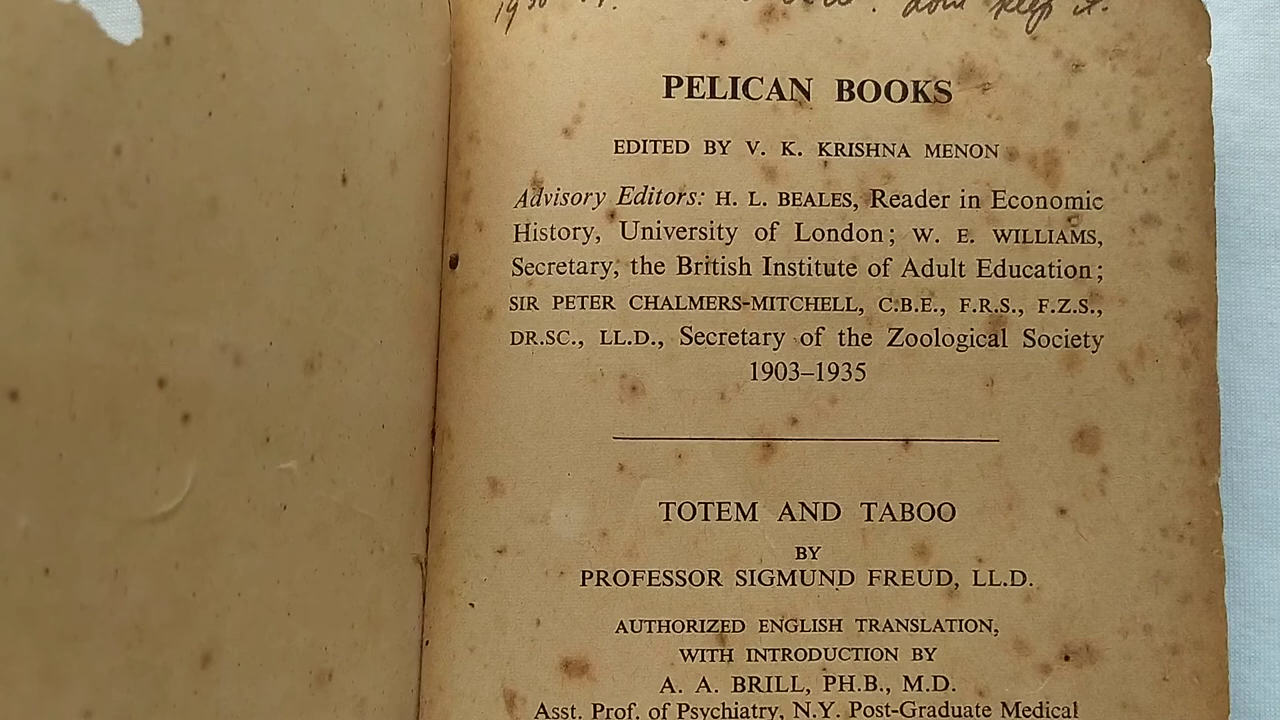 keep it.
PELICAN BOOKS
EDITED BY V. K. KRISHNA MENON
Advisory Editors: H. L. BEALES, Reader in Economic
History, University of London; W. E. WILLIAMS,
Secretary, the British Institute of Adult Education;
SIR PETER CHALMERS-MITCHELL, C.B.E., F.R.S., F.Z.S.,
DR.SC., LL.D., Secretary of the Zoological Society
1903–1935
TOTEM AND TABOO
BY
PROFESSOR SIGMUND FREUD, LL.D.
AUTHORIZED ENGLISH TRANSLATION,
WITH INTRODUCTION BY
A. A. BRILL, PH.B., M.D.
Asst. Prof. of Psychiatry, N.Y. Post-Graduate Medical